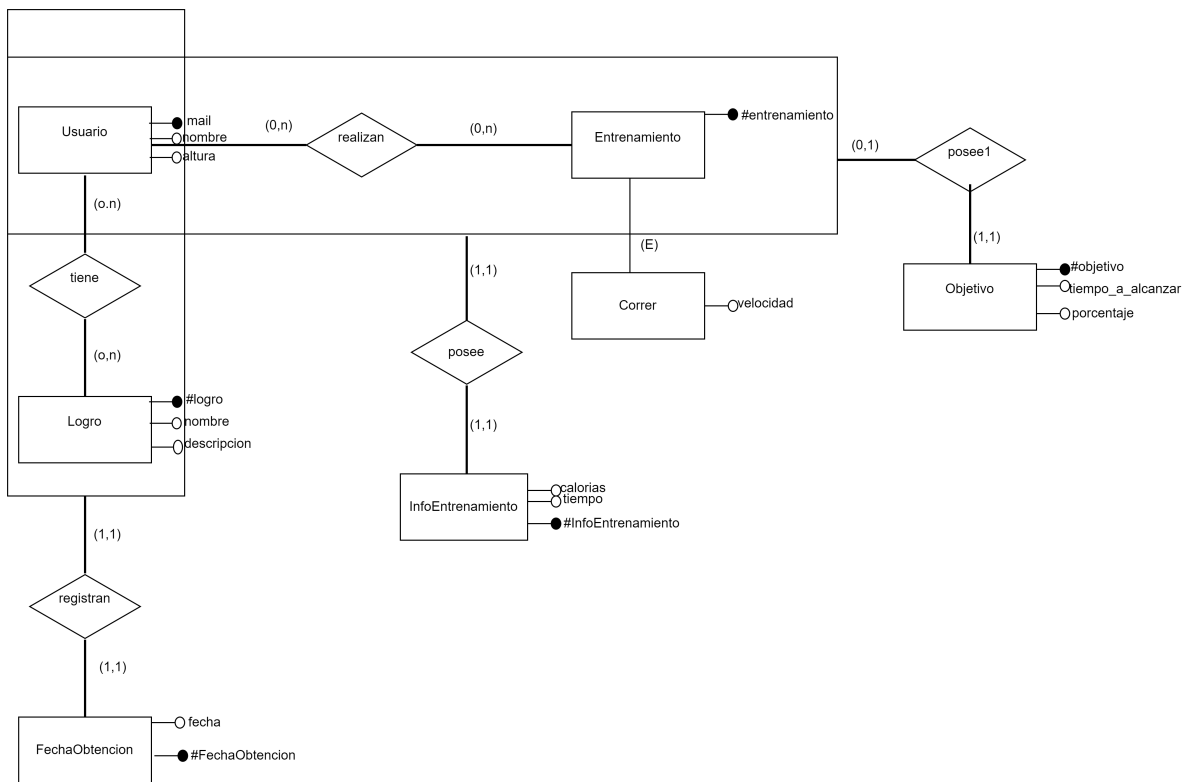 Usuario
mail
nombre
altura
(0,n)
realizan
(0,n)
Entrenamiento
#entrenamiento
(0,1)
posee1
(o.n)
(E)
(1,1)
(1,1)
tiene
Correr
velocidad
Objetivo
#objetivo
tiempo_a_alcanzar
porcentaje
(o,n)
posee
Logro
#logro
nombre
descripcion
(1,1)
InfoEntrenamiento
calorias
tiempo
#InfoEntrenamiento
(1,1)
registran
(1,1)
FechaObtencion
fecha
#FechaObtencion